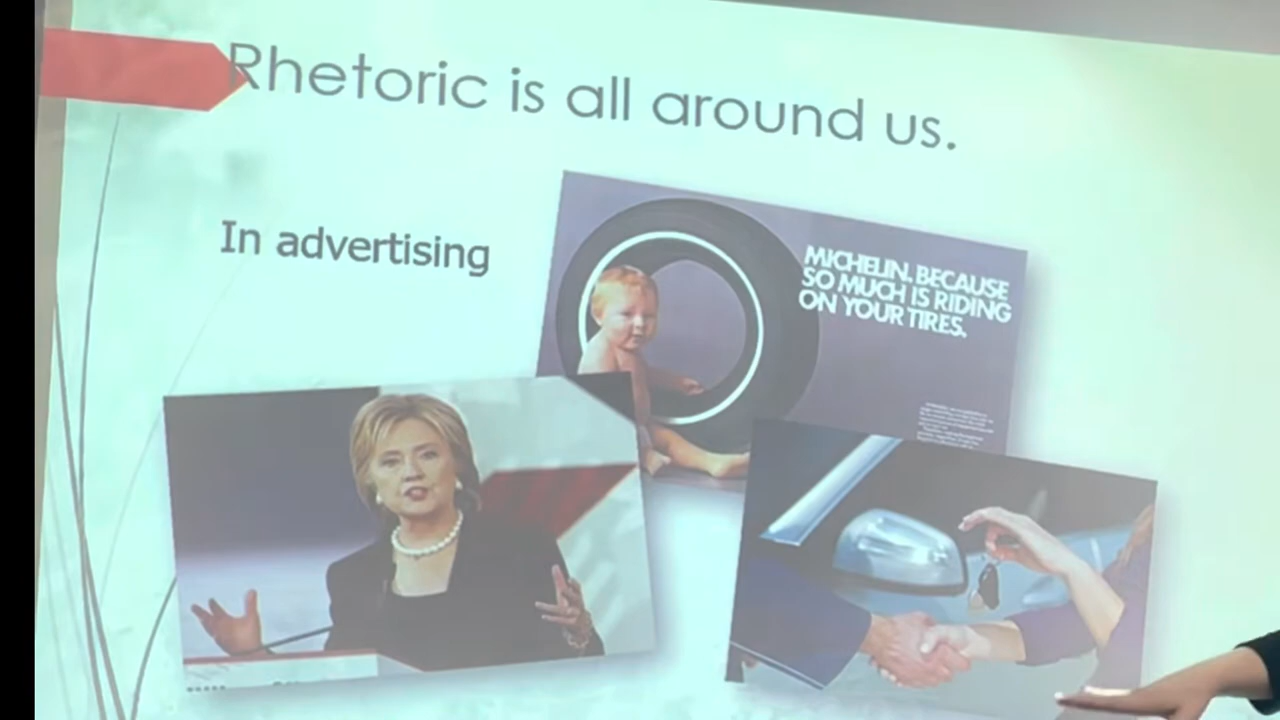 Rhetoric is all around us.
In advertising
MICHELIN. BECAUSE
SO MUCH IS RIDING
ON YOUR TIRES.